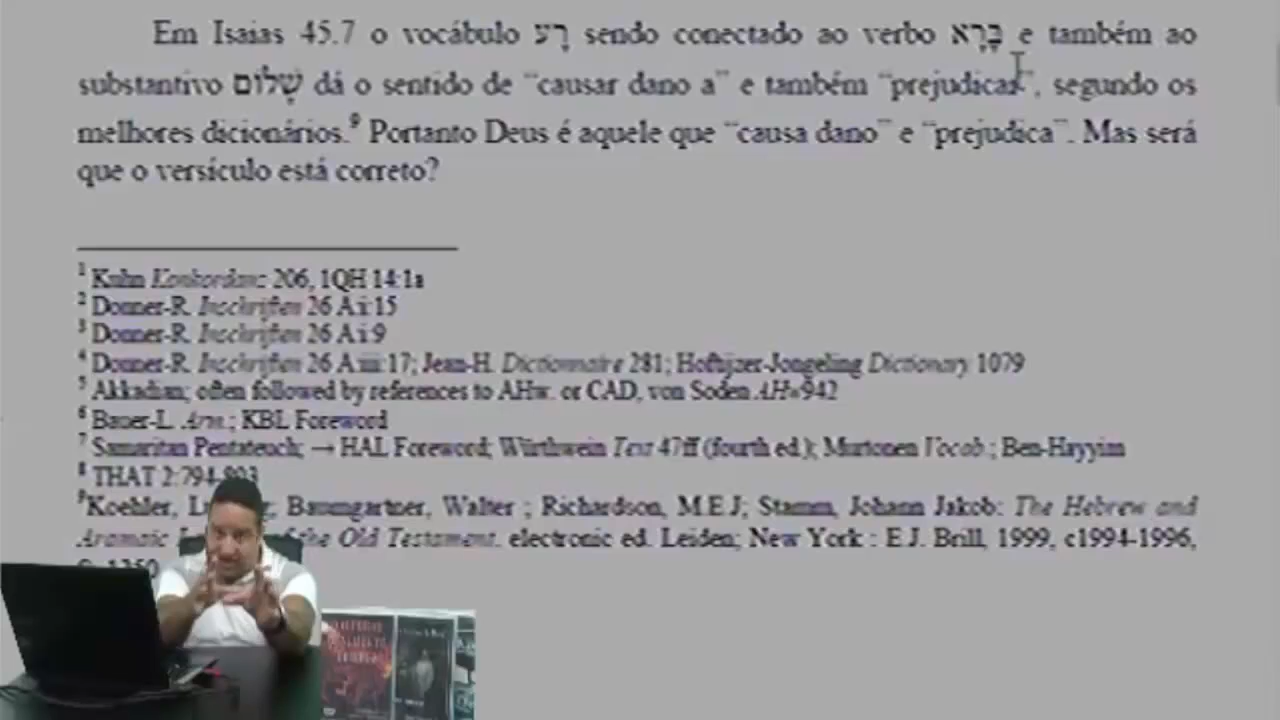 Em Isaias 45.7 o vocábulo רָע sendo conectado ao verbo בָּרָא e também ao
substantivo שָׁלוֹם dá o sentido de “causar dano a” e também “prejudicar”, segundo os
melhores dicionários.⁹ Portanto Deus é aquele que “causa dano” e “prejudica”. Mas será
que o versículo está correto?
¹ Kuhn Konkordanz 206, 1QH 14:1a
² Donner-R. Inschriften 26 A i:15
³ Donner-R. Inschriften 26 A i:9
⁴ Donner-R. Inschriften 26 A iii:17; Jean-H. Dictionnaire 281; Hoftijzer-Jongeling Dictionary 1079
⁵ Akkadian; often followed by references to AHw. or CAD, von Soden AHw 942
⁶ Bauer-L. Arm.; KBL Foreword
⁷ Samaritan Pentateuch; → HAL Foreword; Würthwein Text 47ff (fourth ed.); Murtonen Vocab.; Ben-Hayyim
⁸ THAT 2:794-803
⁹Koehler, Baumgartner, Walter ; Richardson, M.E.J; Stamm, Johann Jakob: The Hebrew and
Aramaic the Old Testament. electronic ed. Leiden; New York : E.J. Brill, 1999, c1994-1996,